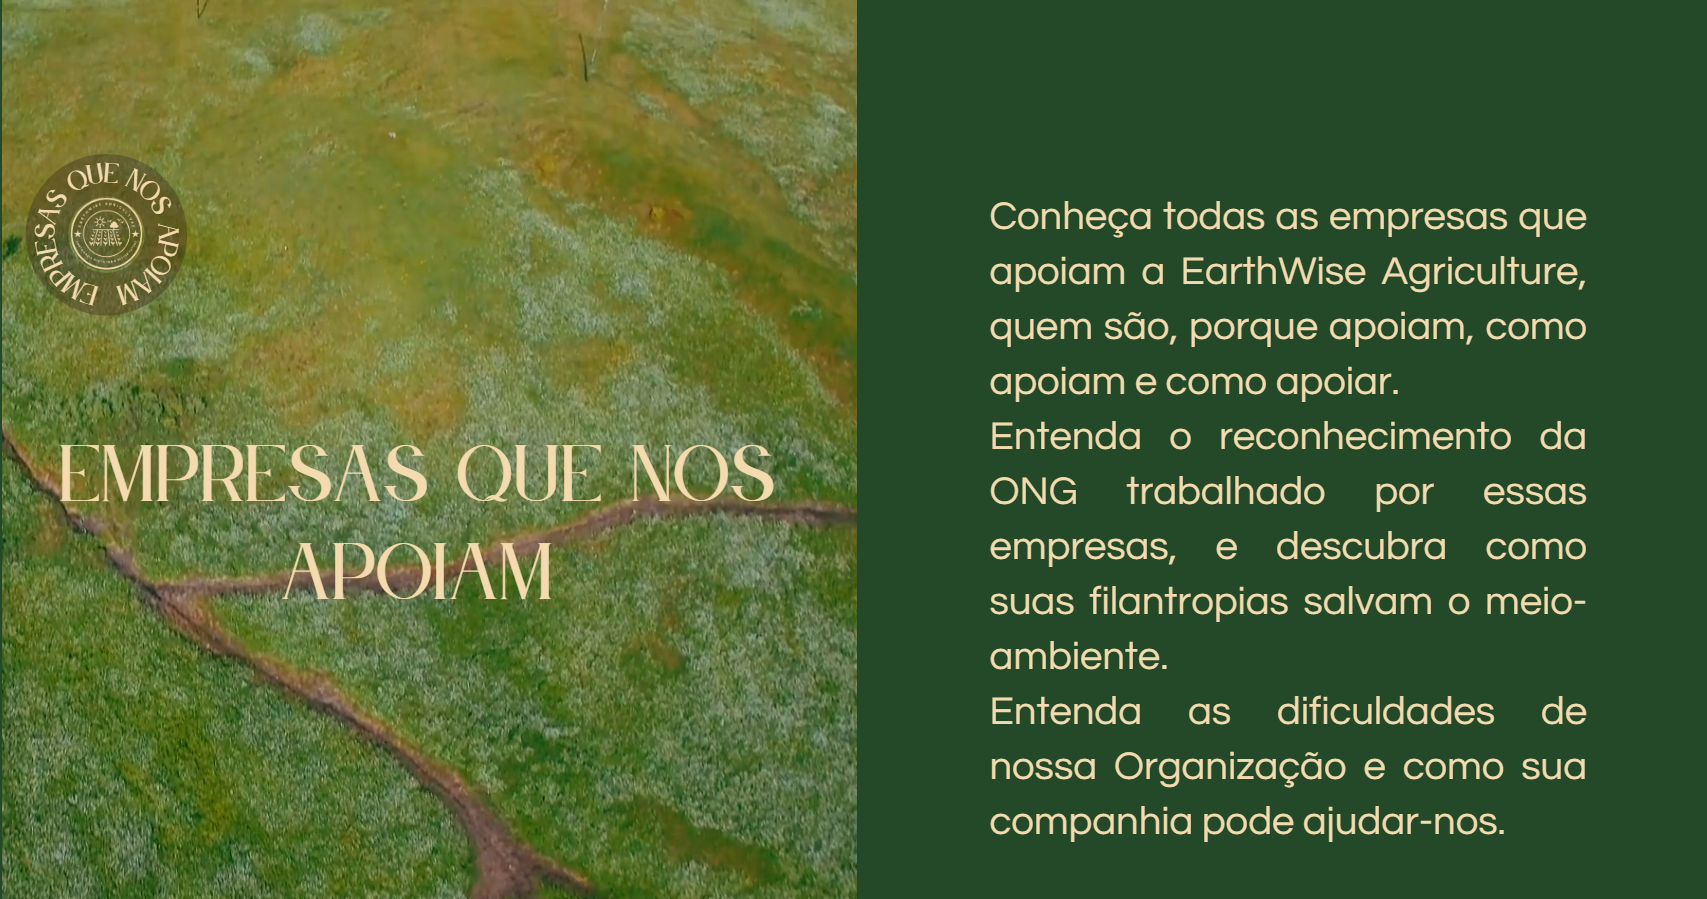 EMPRESAS QUE NOS APOIAM
EMPRESAS QUE NOS
APOIAM
Conheça todas as empresas que
apoiam a EarthWise Agriculture,
quem são, porque apoiam, como
apoiam e como apoiar.
Entenda o reconhecimento da
ONG trabalhado por essas
empresas, e descubra como
suas filantropias salvam o meio-
ambiente.
Entenda as dificuldades de
nossa Organização e como sua
companhia pode ajudar-nos.